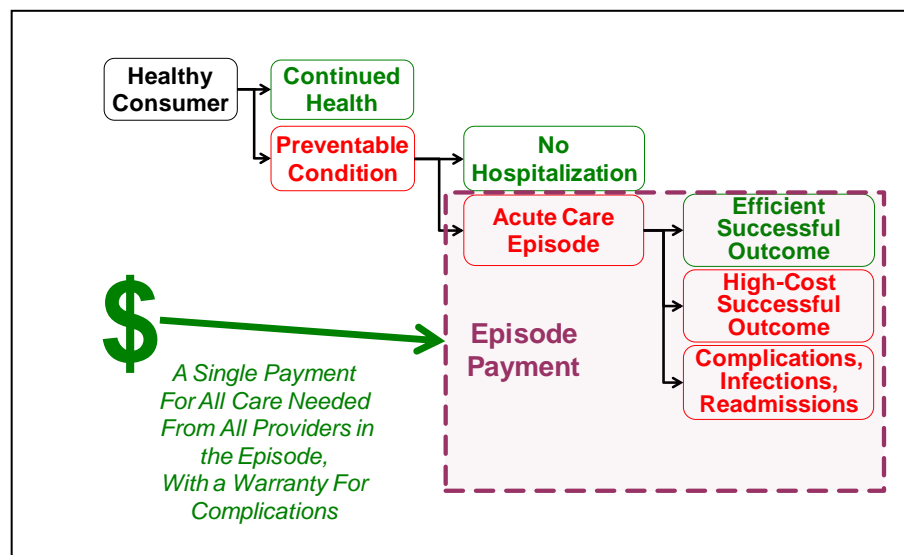 Healthy
Consumer
Continued
Health
Preventable
Condition
No
Hospitalization
Acute Care
Episode
Efficient
Successful
Outcome
High-Cost
Successful
Outcome
Complications,
Infections,
Readmissions
$
Episode
Payment
A Single Payment
For All Care Needed
From All Providers in
the Episode,
With a Warranty For
Complications